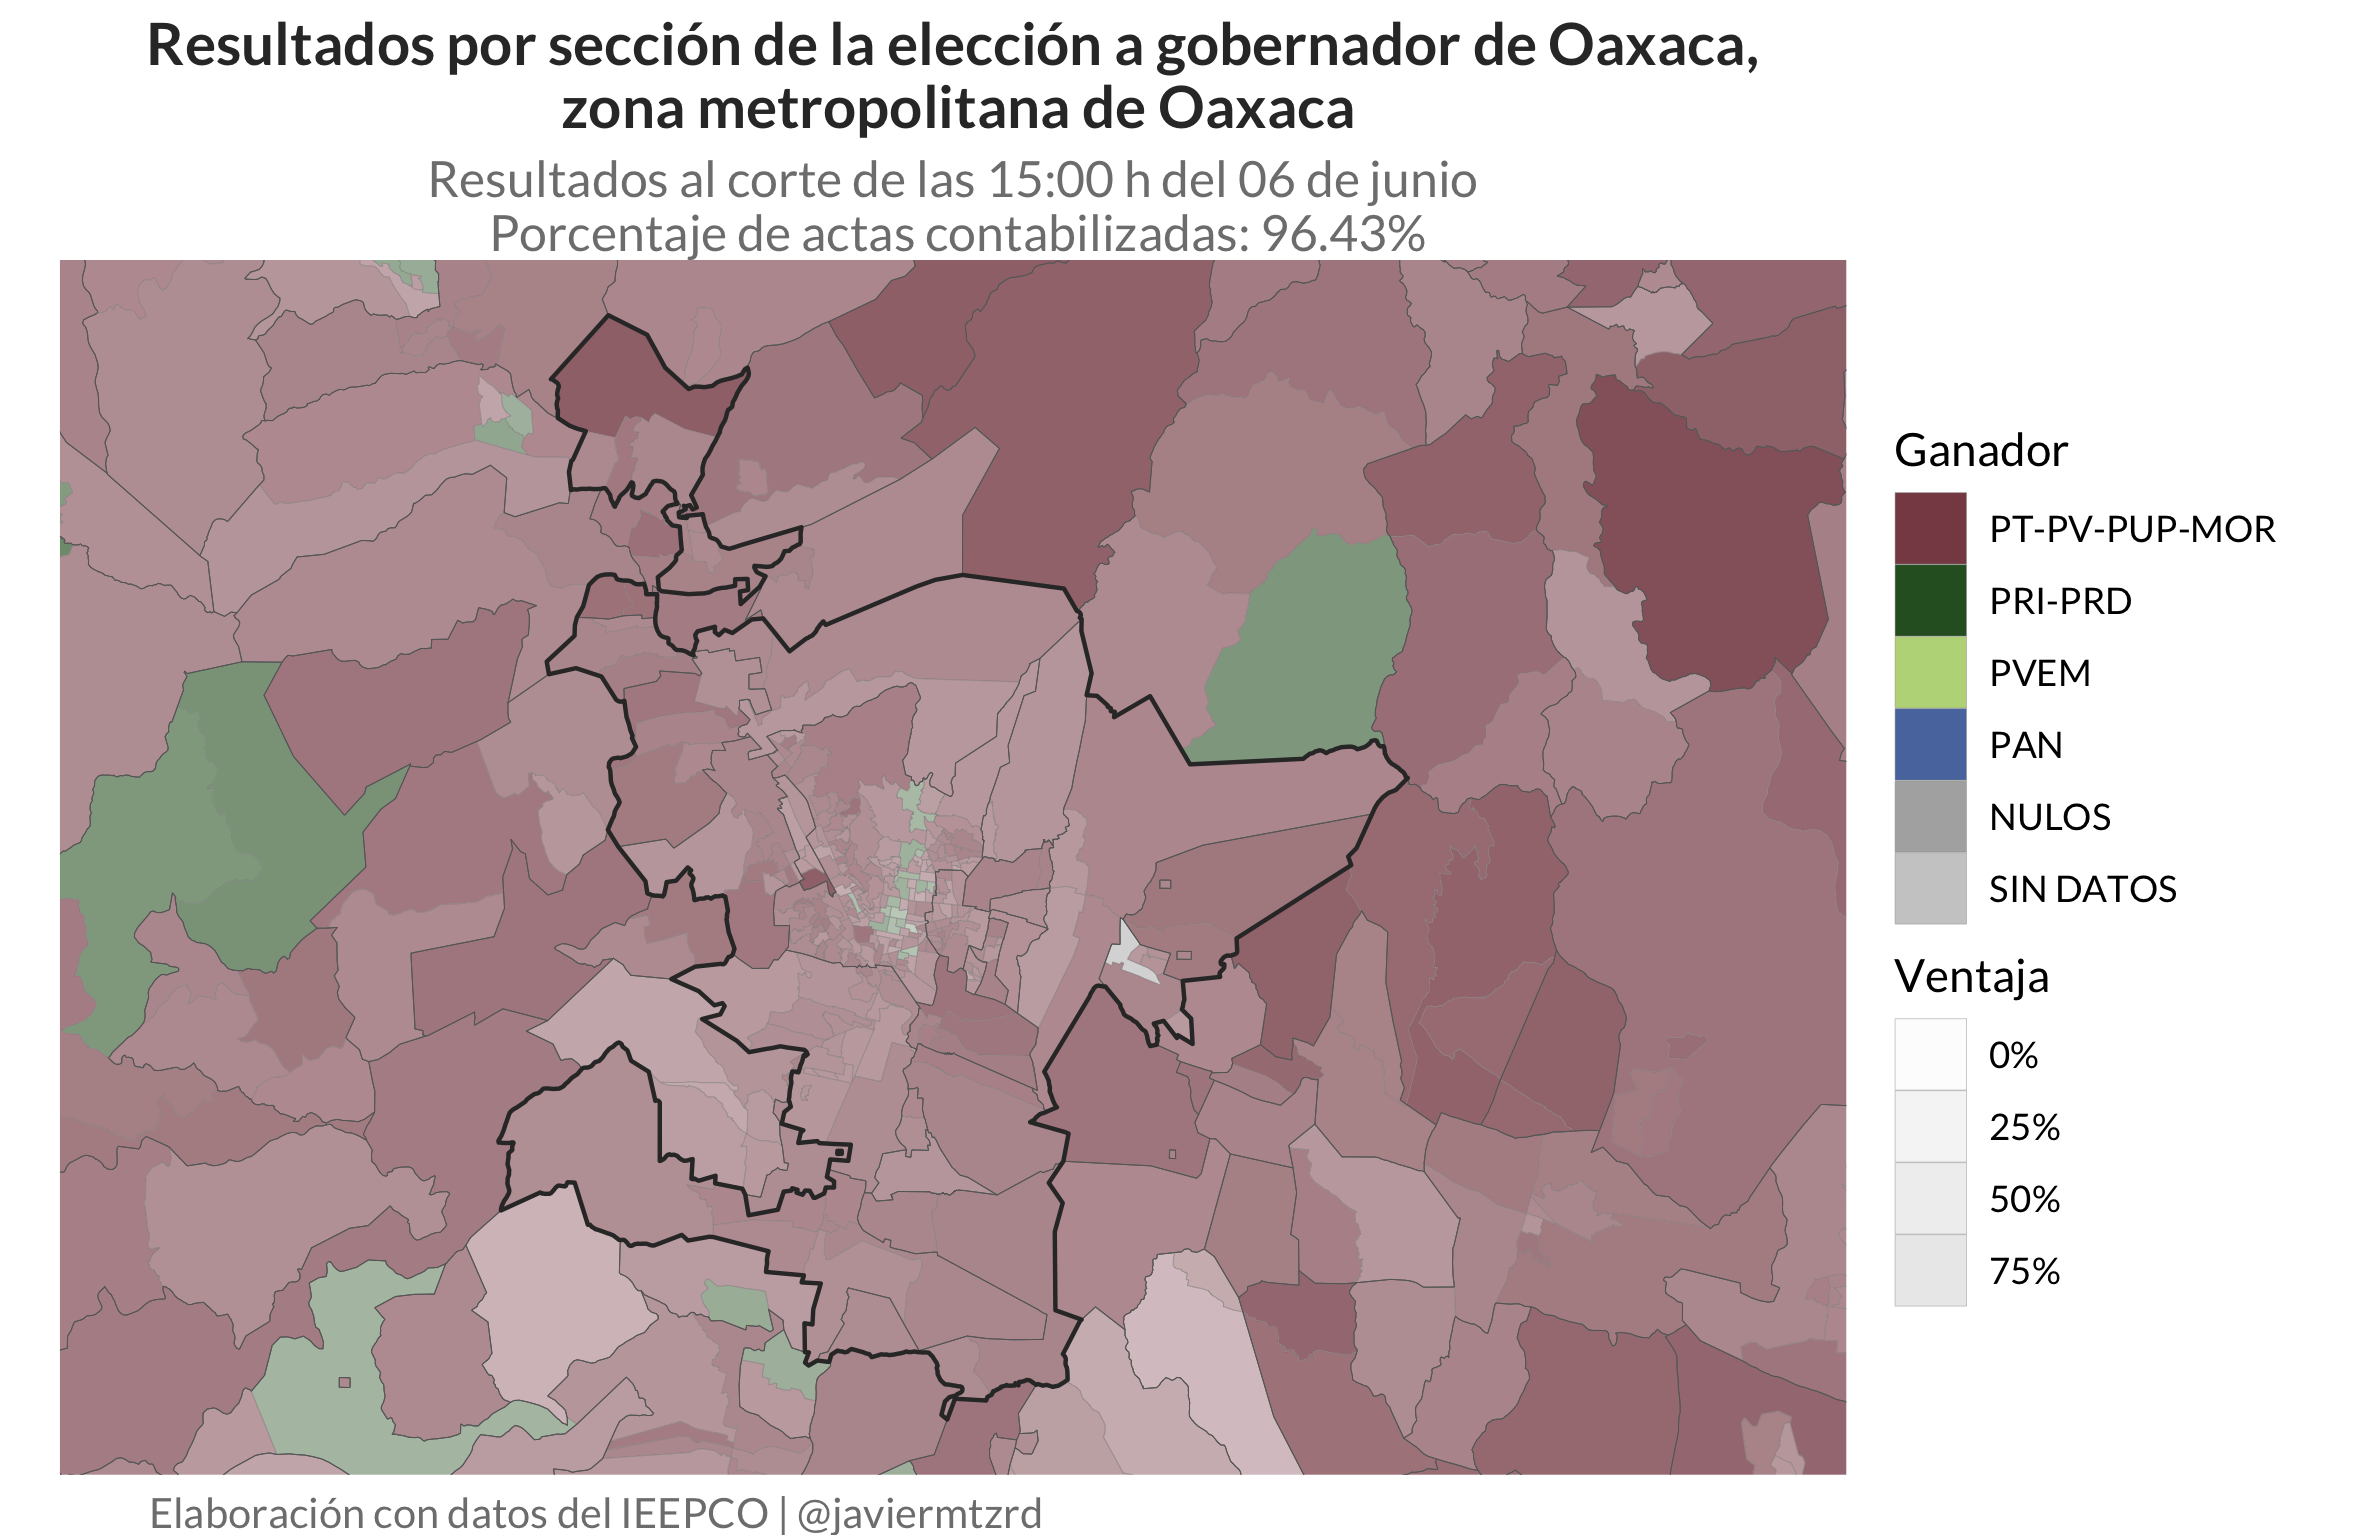 Resultados por sección de la elección a gobernador de Oaxaca,
zona metropolitana de Oaxaca
Resultados al corte de las 15:00 h del 06 de junio
Porcentaje de actas contabilizadas: 96.43%
Ganador
PT-PV-PUP-MOR
PRI-PRD
PVEM
PAN
NULOS
SIN DATOS
Ventaja
0%
25%
50%
75%
Elaboración con datos del IEEPCO | @javiermtzrd